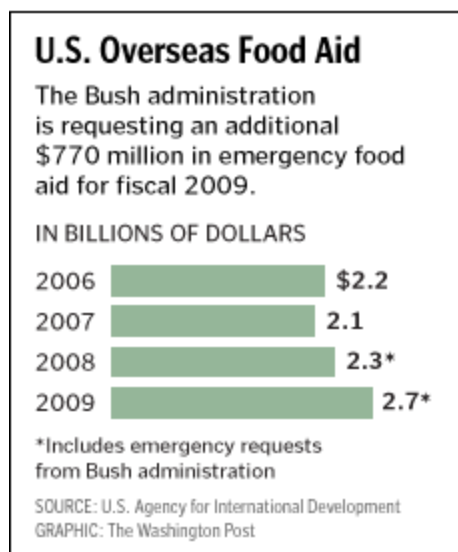 U.S. Overseas Food Aid
The Bush administration
is requesting an additional
$770 million in emergency food
aid for fiscal 2009.
IN BILLIONS OF DOLLARS
2006 $2.2
2007 2.1
2008 2.3*
2009 2.7*
*Includes emergency requests
from Bush administration
SOURCE: U.S. Agency for International Development
GRAPHIC: The Washington Post